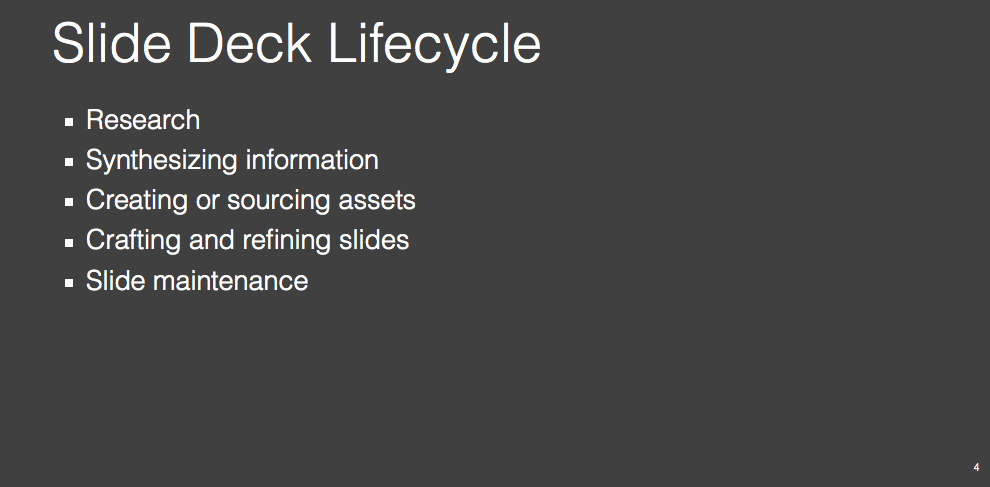 Slide Deck Lifecycle
▪ Research
▪ Synthesizing information
▪ Creating or sourcing assets
▪ Crafting and refining slides
▪ Slide maintenance
4